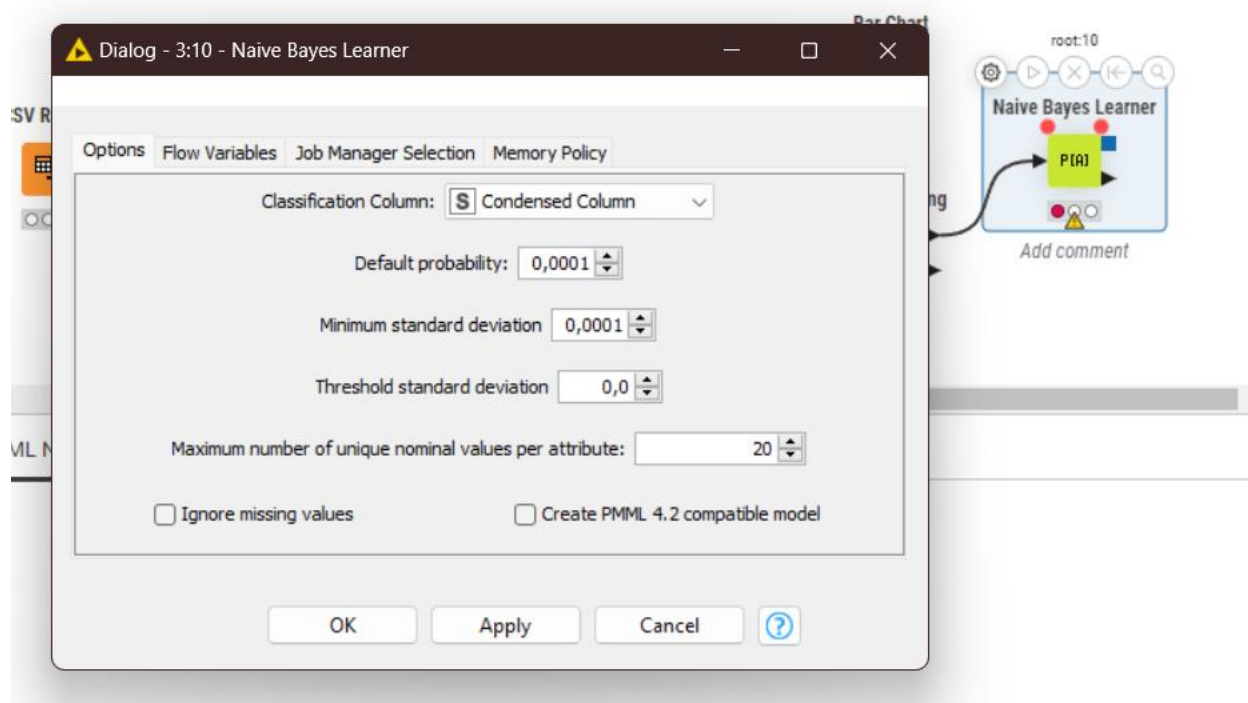 Bar Chart
Dialog - 3:10 - Naive Bayes Learner
root:10
Naive Bayes Learner
SV R
Options Flow Variables Job Manager Selection Memory Policy
P[A]
Classification Column: S Condensed Column
ng
Add comment
Default probability: 0,0001
Minimum standard deviation 0,0001
Threshold standard deviation 0,0
ML N
Maximum number of unique nominal values per attribute: 20
Ignore missing values Create PMML 4.2 compatible model
OK Apply Cancel ?